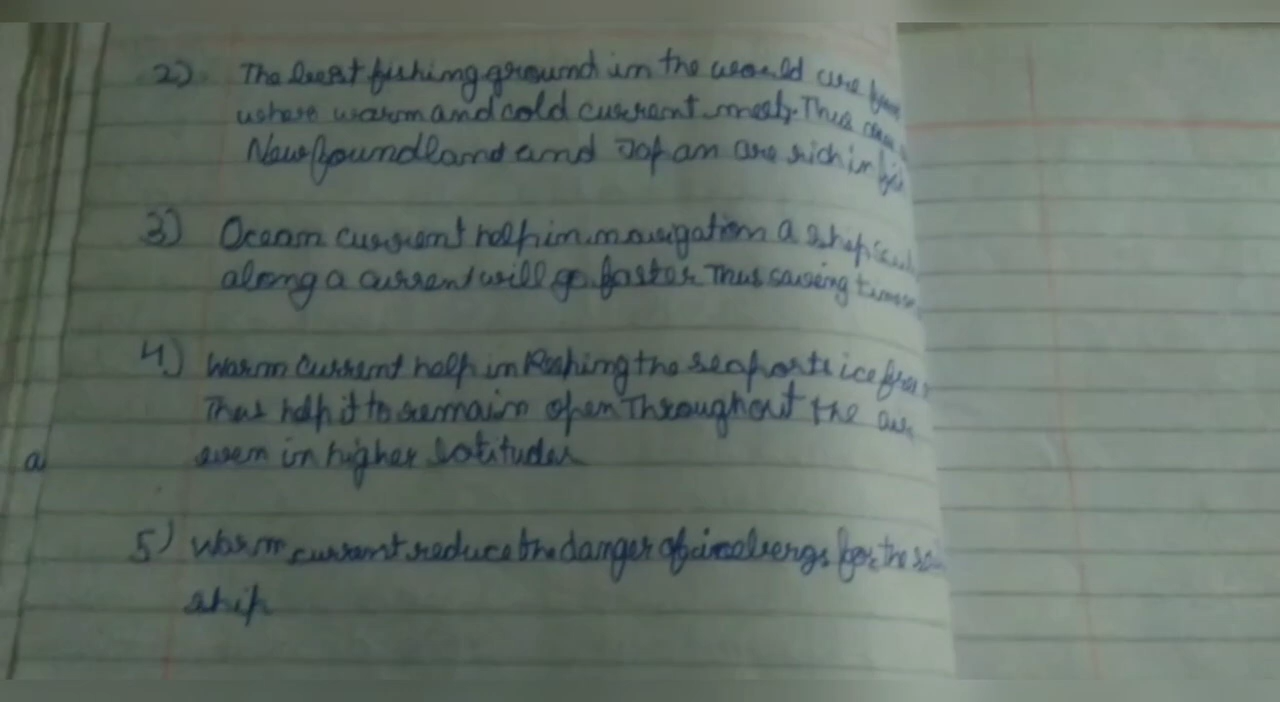 2) The best fishing ground in the would are
where warm and cold current meet. Thus
Newfoundland and Japan are rich in
3) Ocean current help in navigation a ship
along a current will go faster Thus saving
4) Warm current help in Keeping the seaports ice free
Thus help it to remain open Throughout the
even in higher latitudes
5) Warm current reduce the danger of icebergs for the
ship
a